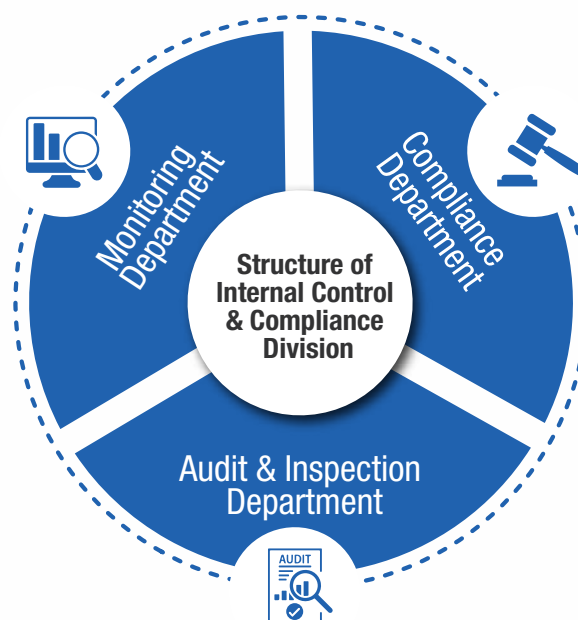 Monitoring
Department
Compliance
Department
Structure of
Internal Control
& Compliance
Division
Audit & Inspection
Department
AUDIT